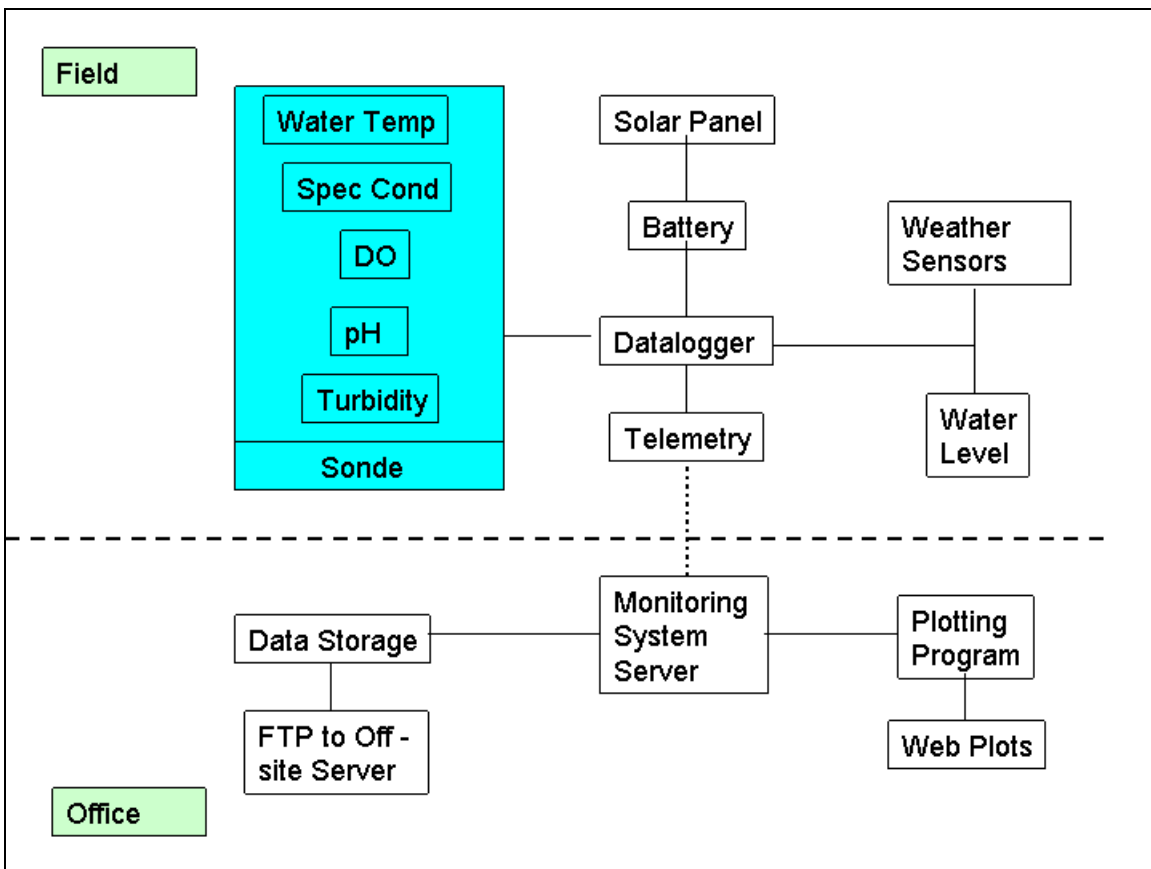 Field
Water Temp
Spec Cond
DO
pH
Turbidity
Sonde
Solar Panel
Battery
Datalogger
Telemetry
Weather
Sensors
Water
Level
Monitoring
System
Server
Data Storage
FTP to Off -
site Server
Plotting
Program
Web Plots
Office